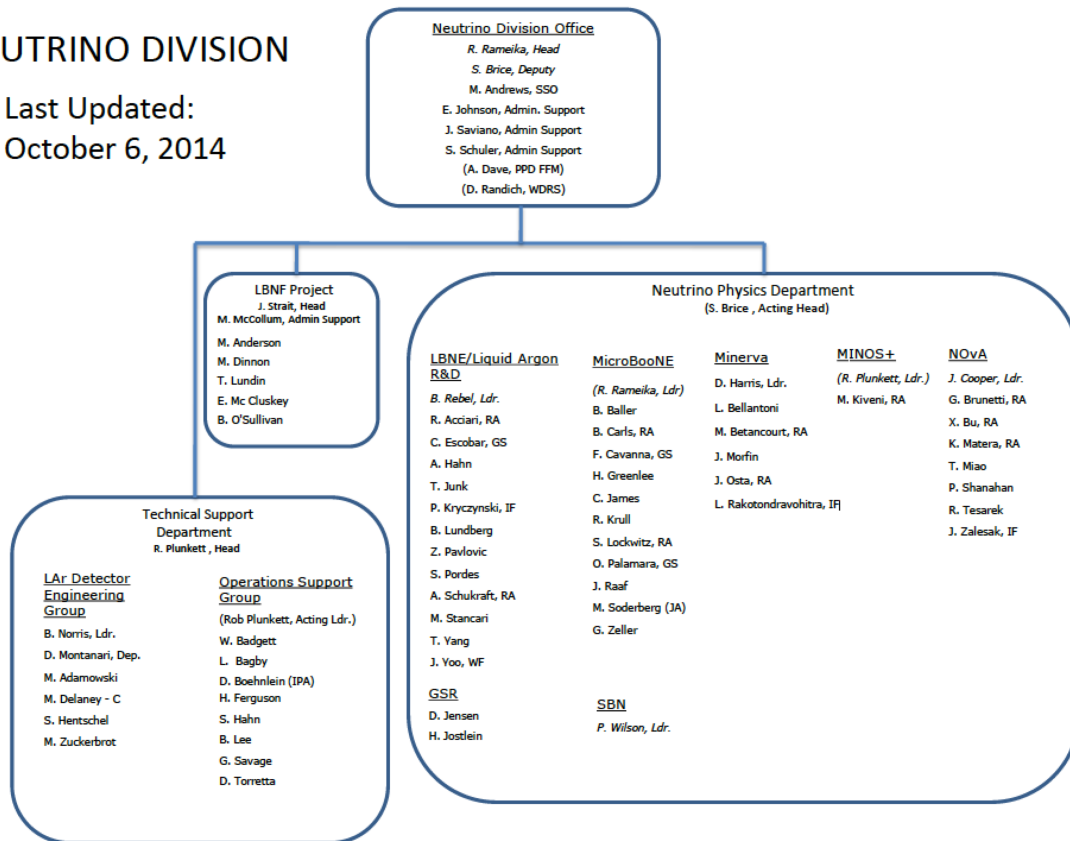 UTRINO DIVISION
Last Updated:
October 6, 2014
Neutrino Division Office
R. Rameika, Head
S. Brice, Deputy
M. Andrews, SSO
E. Johnson, Admin. Support
J. Saviano, Admin Support
S. Schuler, Admin Support
(A. Dave, PPD FFM)
(D. Randich, WDRS)
LBNF Project
J. Strait, Head
M. McCollum, Admin Support
M. Anderson
M. Dinnon
T. Lundin
E. Mc Cluskey
B. O'Sullivan
Neutrino Physics Department
(S. Brice , Acting Head)
LBNE/Liquid Argon
R&D
B. Rebel, Ldr.
R. Acciari, RA
C. Escobar, GS
A. Hahn
T. Junk
P. Kryczynski, IF
B. Lundberg
Z. Pavlovic
S. Pordes
A. Schukraft, RA
M. Stancari
T. Yang
J. Yoo, WF
GSR
D. Jensen
H. Jostlein
MicroBooNE
(R. Rameika, Ldr)
B. Baller
B. Carls, RA
F. Cavanna, GS
H. Greenlee
C. James
R. Krull
S. Lockwitz, RA
O. Palamara, GS
J. Raaf
M. Soderberg (JA)
G. Zeller
SBN
P. Wilson, Ldr.
Minerva
D. Harris, Ldr.
L. Bellantoni
M. Betancourt, RA
J. Morfin
J. Osta, RA
L. Rakotondravohitra, IF
MINOS+
(R. Plunkett, Ldr.)
M. Kiveni, RA
NOvA
J. Cooper, Ldr.
G. Brunetti, RA
X. Bu, RA
K. Matera, RA
T. Miao
P. Shanahan
R. Tesarek
J. Zalesak, IF
Technical Support
Department
R. Plunkett , Head
LAr Detector
Engineering
Group
B. Norris, Ldr.
D. Montanari, Dep.
M. Adamowski
M. Delaney - C
S. Hentschel
M. Zuckerbrot
Operations Support
Group
(Rob Plunkett, Acting Ldr.)
W. Badgett
L. Bagby
D. Boehnlein (IPA)
H. Ferguson
S. Hahn
B. Lee
G. Savage
D. Torretta